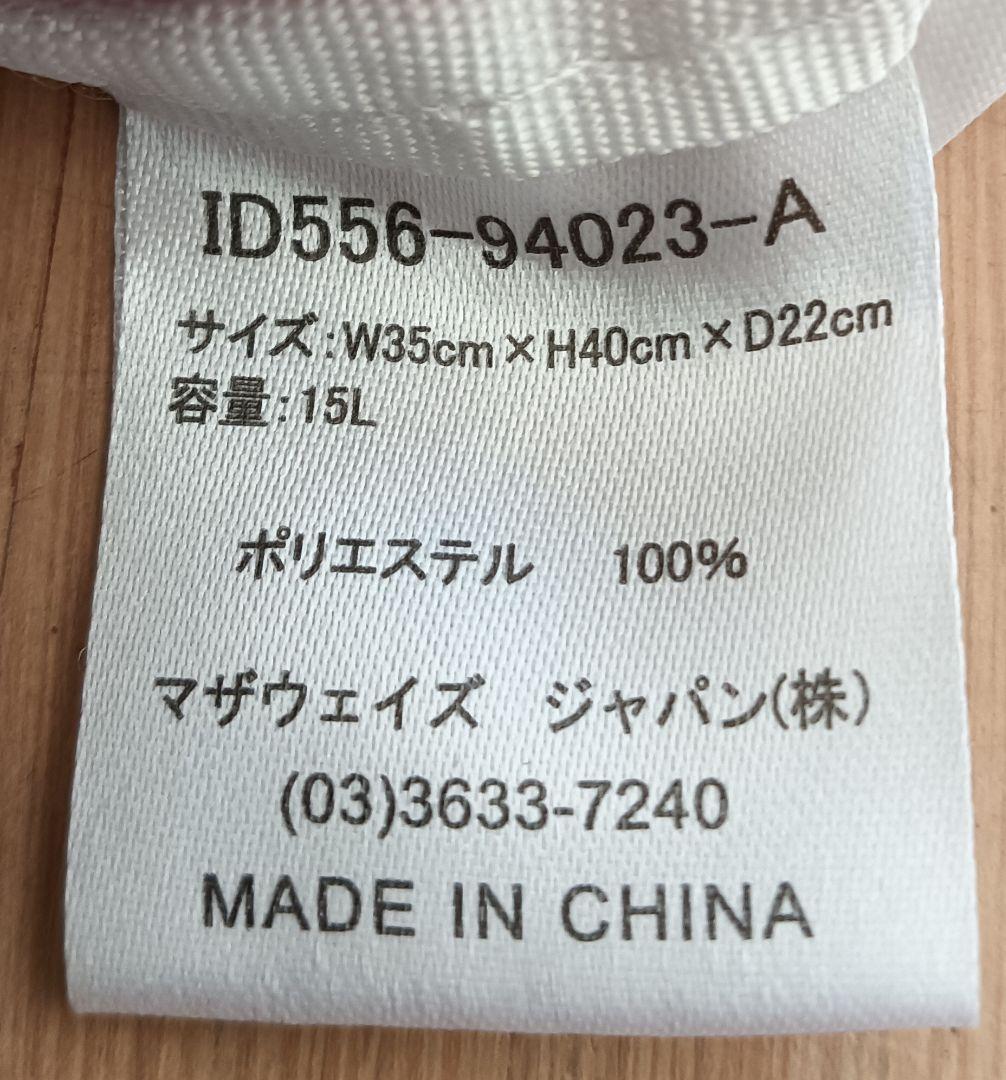 ID556-94023-A
サイズ:W35cm×H40cm×D22cm
容量:15L
ポリエステル　100%
マザウェイズ　ジャパン(株)
(03)3633-7240
MADE IN CHINA